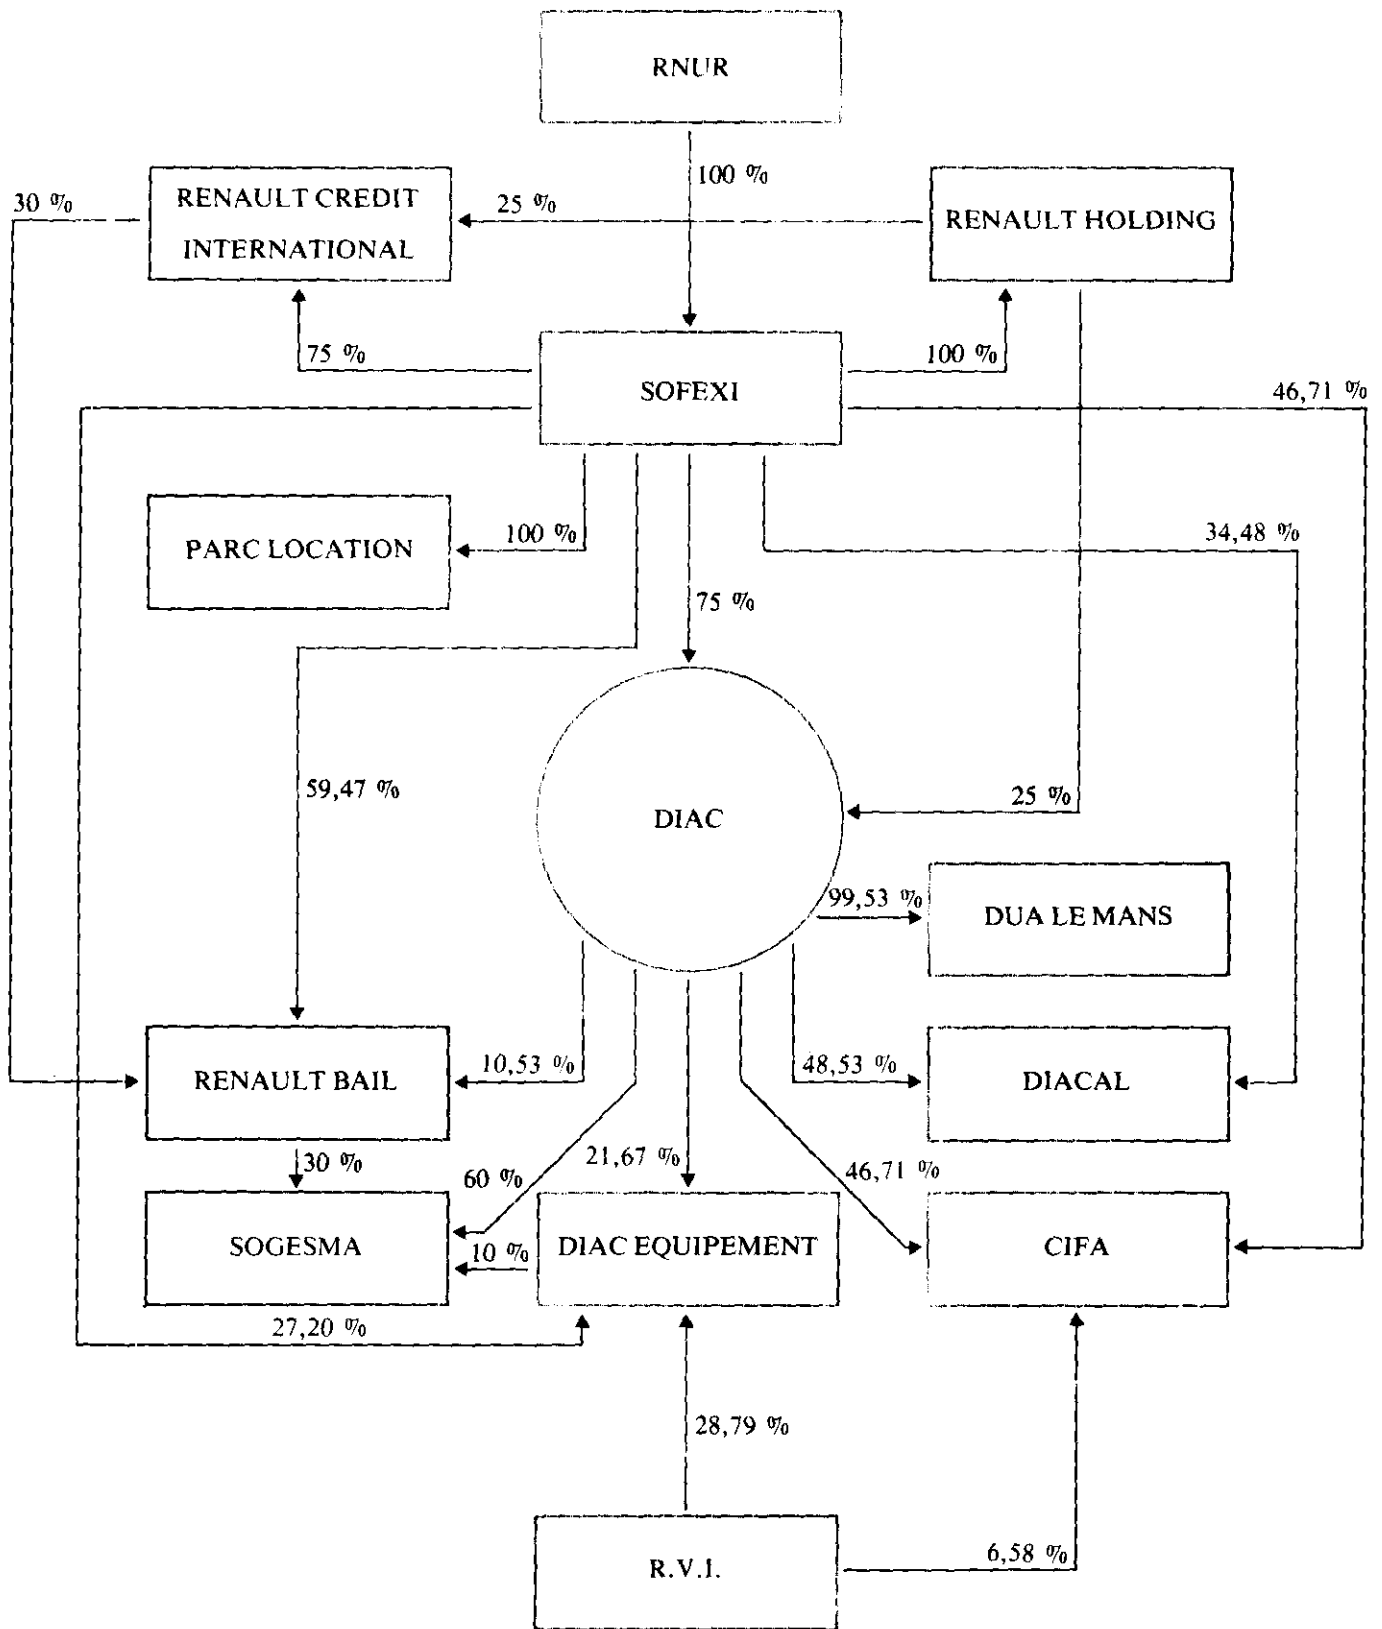 RNUR
100 %
30 %
RENAULT CREDIT
INTERNATIONAL
25 %
RENAULT HOLDING
75 %
100 %
SOFEXI
46,71 %
PARC LOCATION
100 %
34,48 %
75 %
59,47 %
DIAC
25 %
99,53 %
DUA LE MANS
RENAULT BAIL
10,53 %
48,53 %
DIACAL
30 %
60 %
21,67 %
46,71 %
SOGESMA
10 %
DIAC EQUIPEMENT
CIFA
27,20 %
28,79 %
R.V.I.
6,58 %